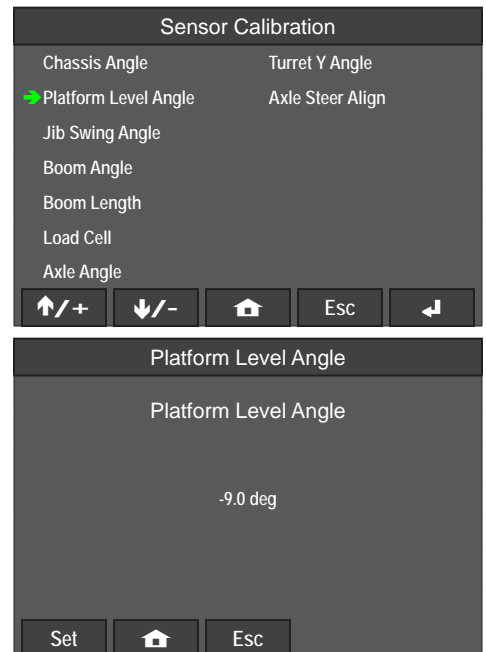 Sensor Calibration
Chassis Angle
Platform Level Angle
Jib Swing Angle
Boom Angle
Boom Length
Load Cell
Axle Angle
Turret Y Angle
Axle Steer Align
↑/+ ↓/- Esc ↵
Platform Level Angle
Platform Level Angle
-9.0 deg
Set Esc